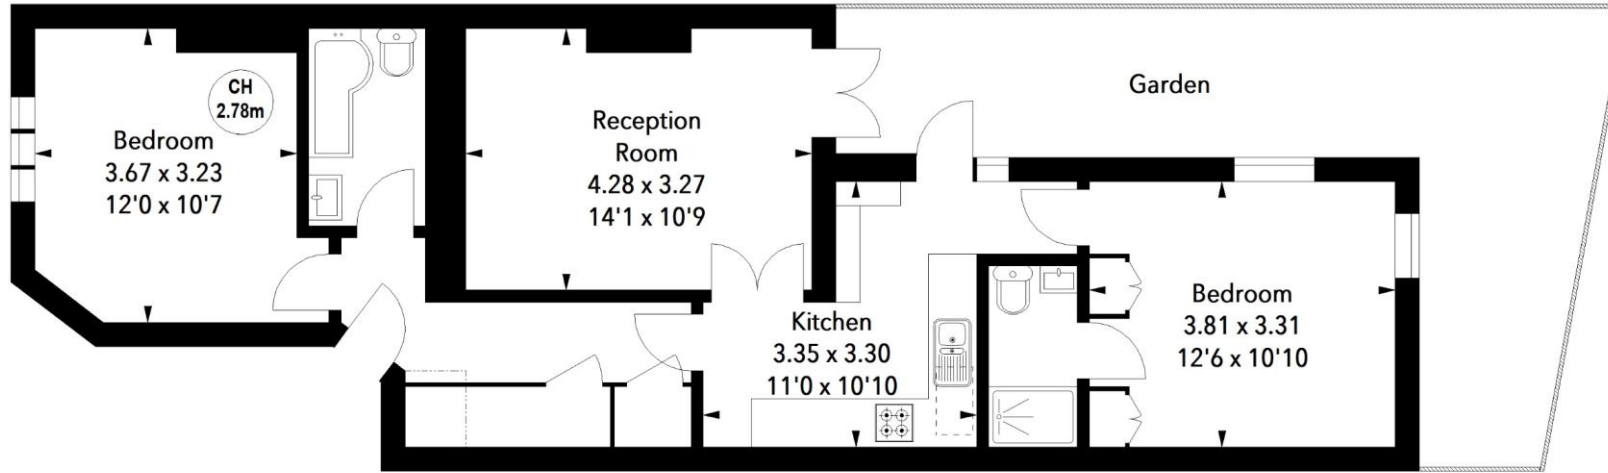 CH
2.78m
Bedroom
3.67 x 3.23
12'0 x 10'7
Reception
Room
4.28 x 3.27
14'1 x 10'9
Garden
Kitchen
3.35 x 3.30
11'0 x 10'10
Bedroom
3.81 x 3.31
12'6 x 10'10